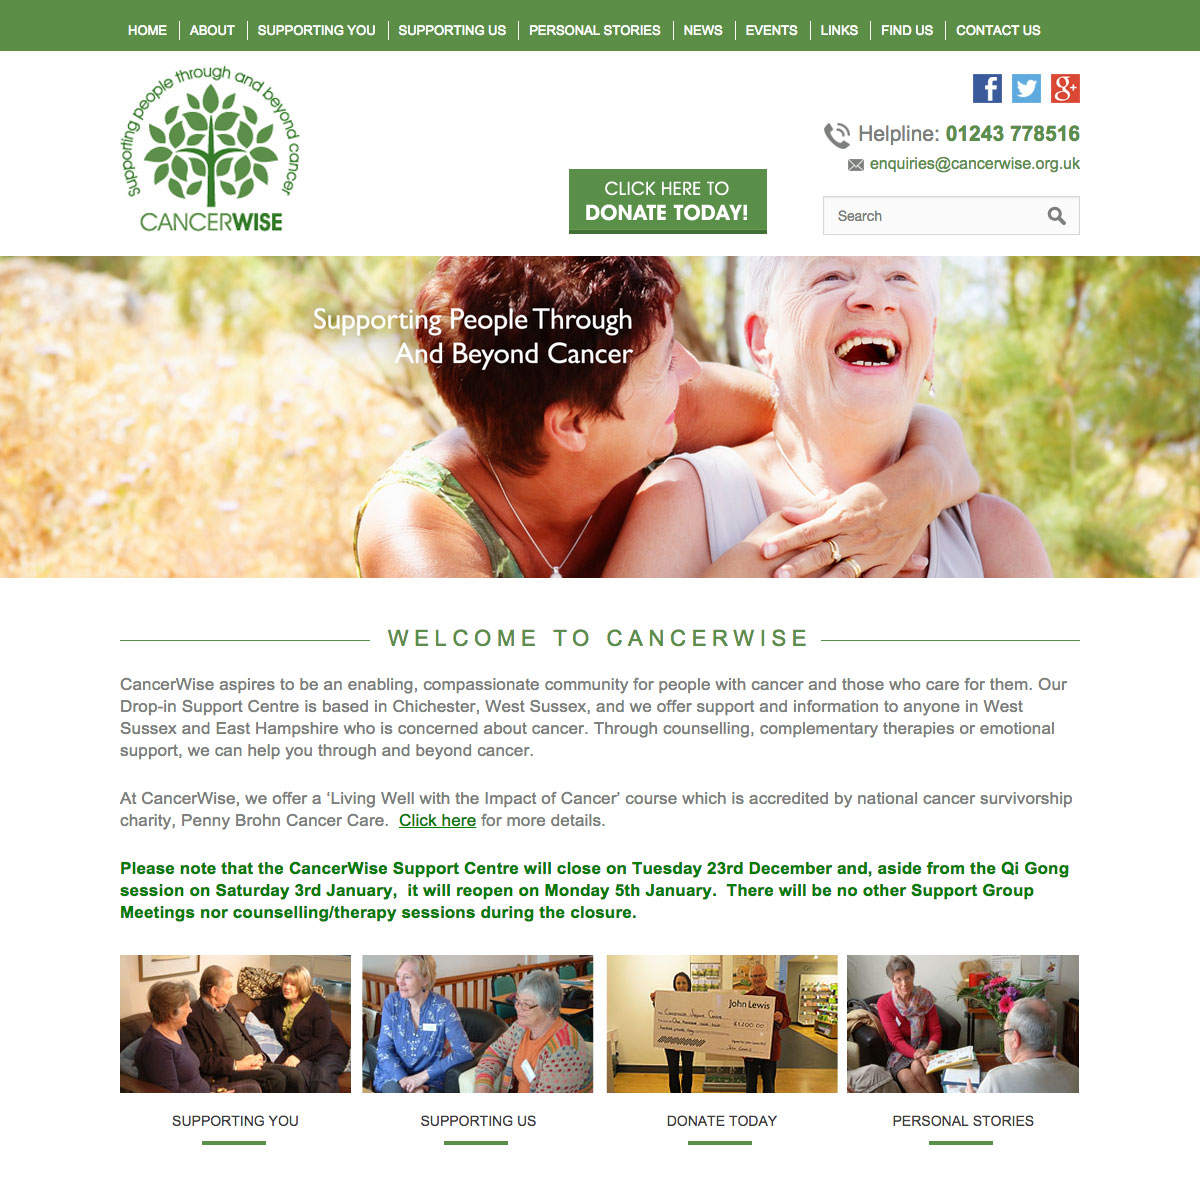 HOME ABOUT SUPPORTING YOU SUPPORTING US PERSONAL STORIES NEWS EVENTS LINKS FIND US CONTACT US
Supporting people through and beyond cancer
CANCERWISE
Helpline: 01243 778516
enquiries@cancerwise.org.uk
CLICK HERE TO
DONATE TODAY!
Search
Supporting People Through
And Beyond Cancer
WELCOME TO CANCERWISE
CancerWise aspires to be an enabling, compassionate community for people with cancer and those who care for them. Our
Drop-in Support Centre is based in Chichester, West Sussex, and we offer support and information to anyone in West
Sussex and East Hampshire who is concerned about cancer. Through counselling, complementary therapies or emotional
support, we can help you through and beyond cancer.
At CancerWise, we offer a ‘Living Well with the Impact of Cancer’ course which is accredited by national cancer survivorship
charity, Penny Brohn Cancer Care. Click here for more details.
Please note that the CancerWise Support Centre will close on Tuesday 23rd December and, aside from the Qi Gong
session on Saturday 3rd January, it will reopen on Monday 5th January. There will be no other Support Group
Meetings nor counselling/therapy sessions during the closure.
John Lewis
SUPPORTING YOU SUPPORTING US DONATE TODAY PERSONAL STORIES